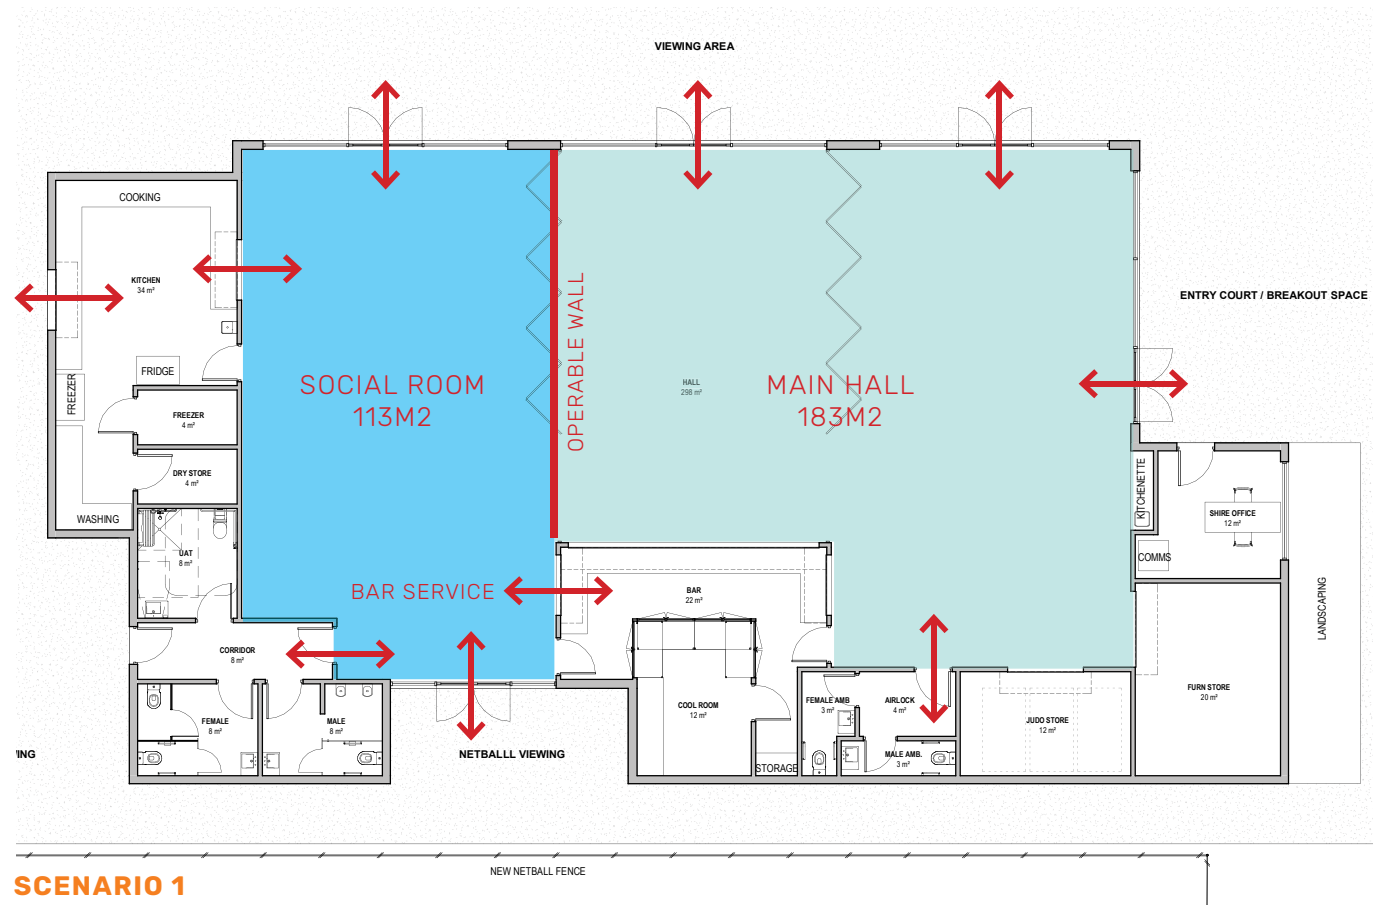 VIEWING AREA
COOKING
KITCHEN
34 m²
ENTRY COURT / BREAKOUT SPACE
OPERABLE WALL
FRIDGE
FREEZER
SOCIAL ROOM
113M2
HALL
296 m²
MAIN HALL
183M2
FREEZER
4 m²
DRY STORE
4 m²
WASHING
KITCHENETTE
SHIRE OFFICE
12 m²
COMMS
UAT
8 m²
BAR SERVICE
BAR
22 m²
LANDSCAPING
CORRIDOR
8 m²
FEMALE
8 m²
MALE
8 m²
COOL ROOM
12 m²
FEMALE AMB
3 m²
AIRLOCK
4 m²
JUDO STORE
12 m²
FURN STORE
20 m²
ING
NETBALLL VIEWING
MALE AMB.
3 m²
STORAGE
NEW NETBALL FENCE
SCENARIO 1